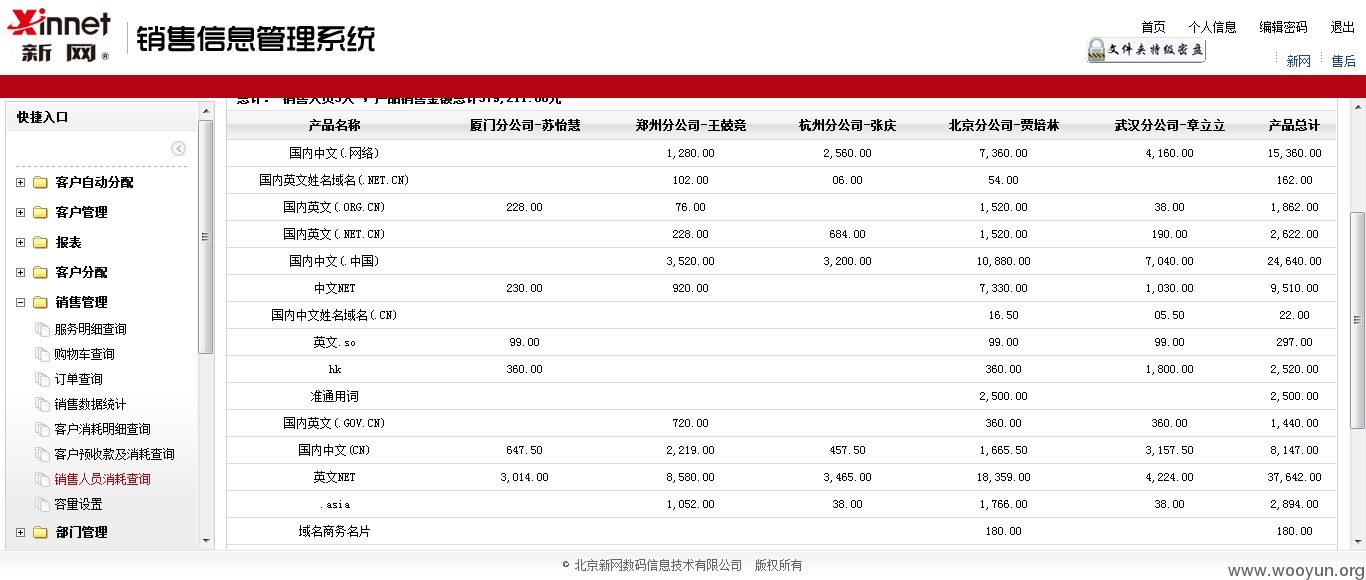 Xinnet
新网® 销售信息管理系统
首页 个人信息 编辑密码 退出
文件夹特级密盘
新网 售后
快捷入口
客户自动分配
客户管理
报表
客户分配
销售管理
服务明细查询
购物车查询
订单查询
销售数据统计
客户消耗明细查询
客户预收款及消耗查询
销售人员消耗查询
容量设置
部门管理
产品名称 厦门分公司-苏怡慧 郑州分公司-王兢竞 杭州分公司-张庆 北京分公司-贾培林 武汉分公司-章立立 产品总计
国内中文(.网络) 1,280.00 2,560.00 7,360.00 4,160.00 15,360.00
国内英文姓名域名(.NET.CN) 102.00 06.00 54.00 162.00
国内英文(.ORG.CN) 228.00 76.00 1,520.00 38.00 1,862.00
国内英文(.NET.CN) 228.00 684.00 1,520.00 190.00 2,622.00
国内中文(.中国) 3,520.00 3,200.00 10,880.00 7,040.00 24,640.00
中文NET 230.00 920.00 7,330.00 1,030.00 9,510.00
国内中文姓名域名(.CN) 16.50 05.50 22.00
英文.so 99.00 99.00 99.00 297.00
hk 360.00 360.00 1,800.00 2,520.00
准通用词 2,500.00 2,500.00
国内英文(.GOV.CN) 720.00 360.00 360.00 1,440.00
国内中文(CN) 647.50 2,219.00 457.50 1,665.50 3,157.50 8,147.00
英文NET 3,014.00 8,580.00 3,465.00 18,359.00 4,224.00 37,642.00
.asia 1,052.00 38.00 1,766.00 38.00 2,894.00
域名商务名片 180.00 180.00
© 北京新网数码信息技术有限公司 版权所有
www.wooyun.org